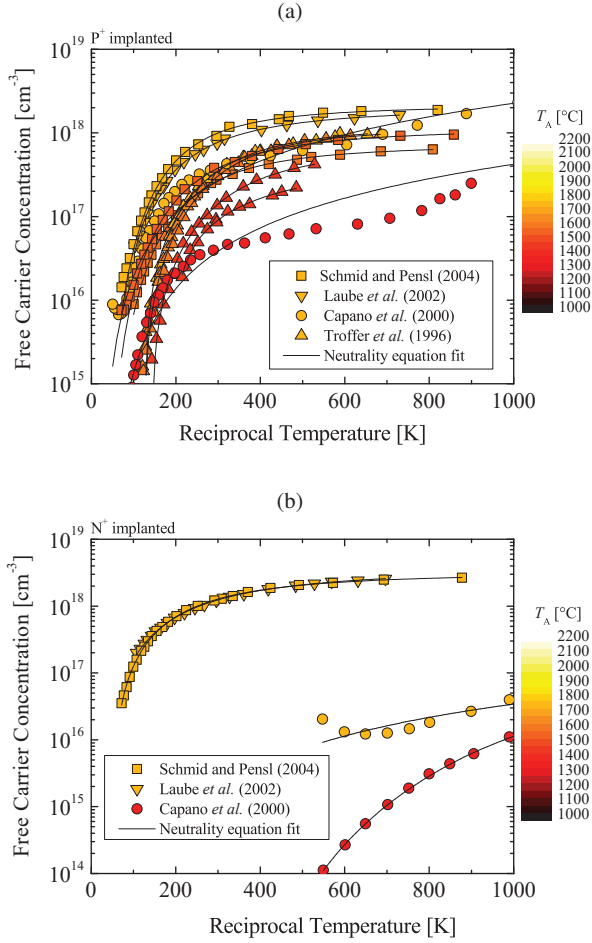 (a)
P+ implanted
10^19
10^18
10^17
10^16
10^15
Free Carrier Concentration [cm^-3]
Schmid and Pensl (2004)
Laube et al. (2002)
Capano et al. (2000)
Troffer et al. (1996)
Neutrality equation fit
0 200 400 600 800 1000
Reciprocal Temperature [K]
T_A [°C]
2200
2100
2000
1900
1800
1700
1600
1500
1400
1300
1200
1100
1000
(b)
N+ implanted
10^19
10^18
10^17
10^16
10^15
10^14
Free Carrier Concentration [cm^-3]
Schmid and Pensl (2004)
Laube et al. (2002)
Capano et al. (2000)
Neutrality equation fit
0 200 400 600 800 1000
Reciprocal Temperature [K]
T_A [°C]
2200
2100
2000
1900
1800
1700
1600
1500
1400
1300
1200
1100
1000